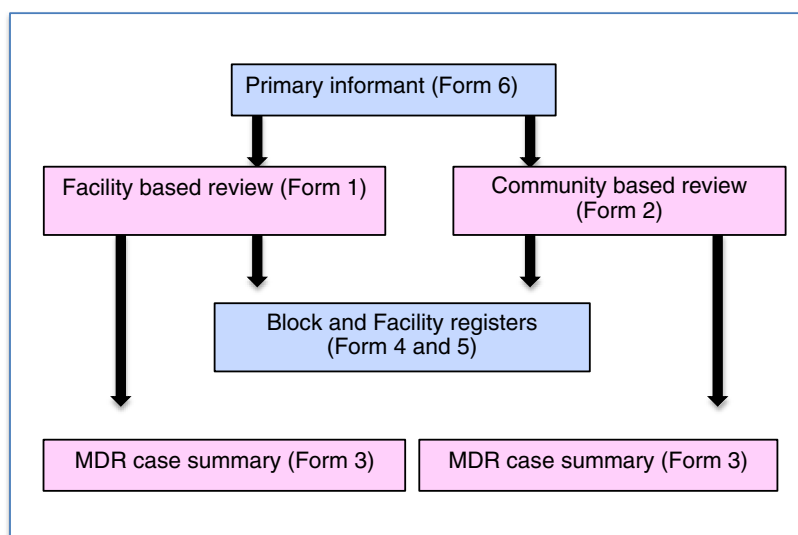 Primary informant (Form 6)
Facility based review (Form 1)
Community based review
(Form 2)
Block and Facility registers
(Form 4 and 5)
MDR case summary (Form 3)
MDR case summary (Form 3)